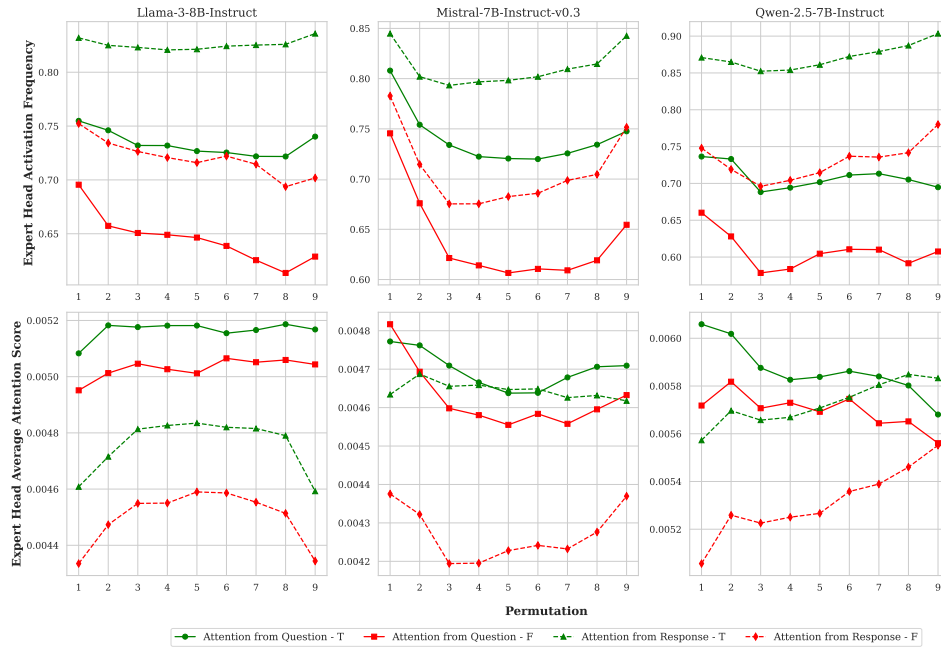 Llama-3-8B-Instruct
Mistral-7B-Instruct-v0.3
Qwen-2.5-7B-Instruct
Expert Head Activation Frequency
0.80
0.75
0.70
0.65
1 2 3 4 5 6 7 8 9
0.85
0.80
0.75
0.70
0.65
0.60
1 2 3 4 5 6 7 8 9
0.90
0.85
0.80
0.75
0.70
0.65
0.60
1 2 3 4 5 6 7 8 9
Expert Head Average Attention Score
0.0052
0.0050
0.0048
0.0046
0.0044
1 2 3 4 5 6 7 8 9
0.0048
0.0047
0.0046
0.0045
0.0044
0.0043
0.0042
1 2 3 4 5 6 7 8 9
0.0060
0.0058
0.0056
0.0054
0.0052
1 2 3 4 5 6 7 8 9
Permutation
Attention from Question - T
Attention from Question - F
Attention from Response - T
Attention from Response - F